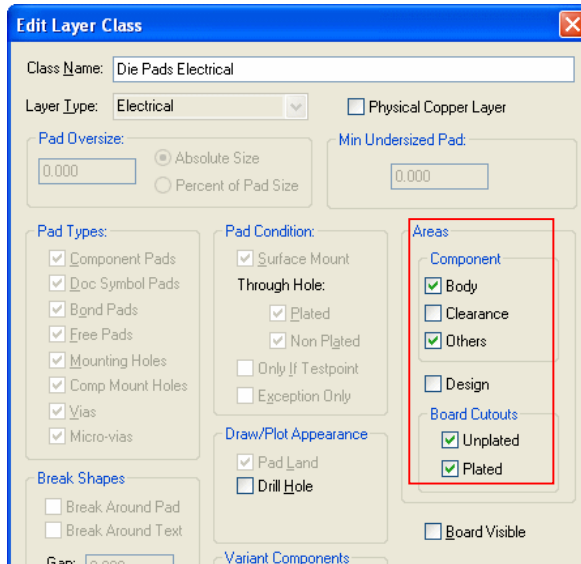 Edit Layer Class
Class Name: Die Pads Electrical
Layer Type: Electrical
Physical Copper Layer
Pad Oversize:
0.000
Absolute Size
Percent of Pad Size
Min Undersized Pad:
0.000
Pad Types:
Component Pads
Doc Symbol Pads
Bond Pads
Free Pads
Mounting Holes
Comp Mount Holes
Vias
Micro-vias
Pad Condition:
Surface Mount
Through Hole:
Plated
Non Plated
Only If Testpoint
Exception Only
Areas
Component
Body
Clearance
Others
Design
Board Cutouts
Unplated
Plated
Draw/Plot Appearance
Pad Land
Drill Hole
Break Shapes
Break Around Pad
Break Around Text
Gap: 0.000
Board Visible
Variant Components